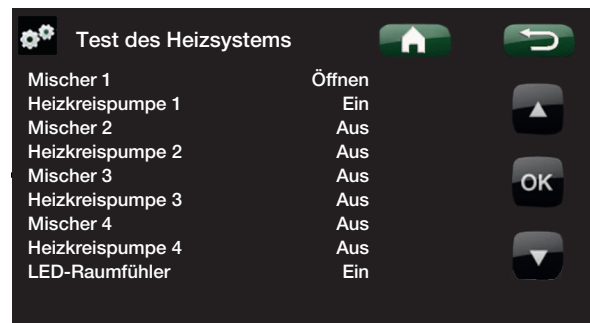 Test des Heizsystems
Mischer 1 Öffnen
Heizkreispumpe 1 Ein
Mischer 2 Aus
Heizkreispumpe 2 Aus
Mischer 3 Aus
Heizkreispumpe 3 Aus
Mischer 4 Aus
Heizkreispumpe 4 Aus
LED-Raumfühler Ein
OK